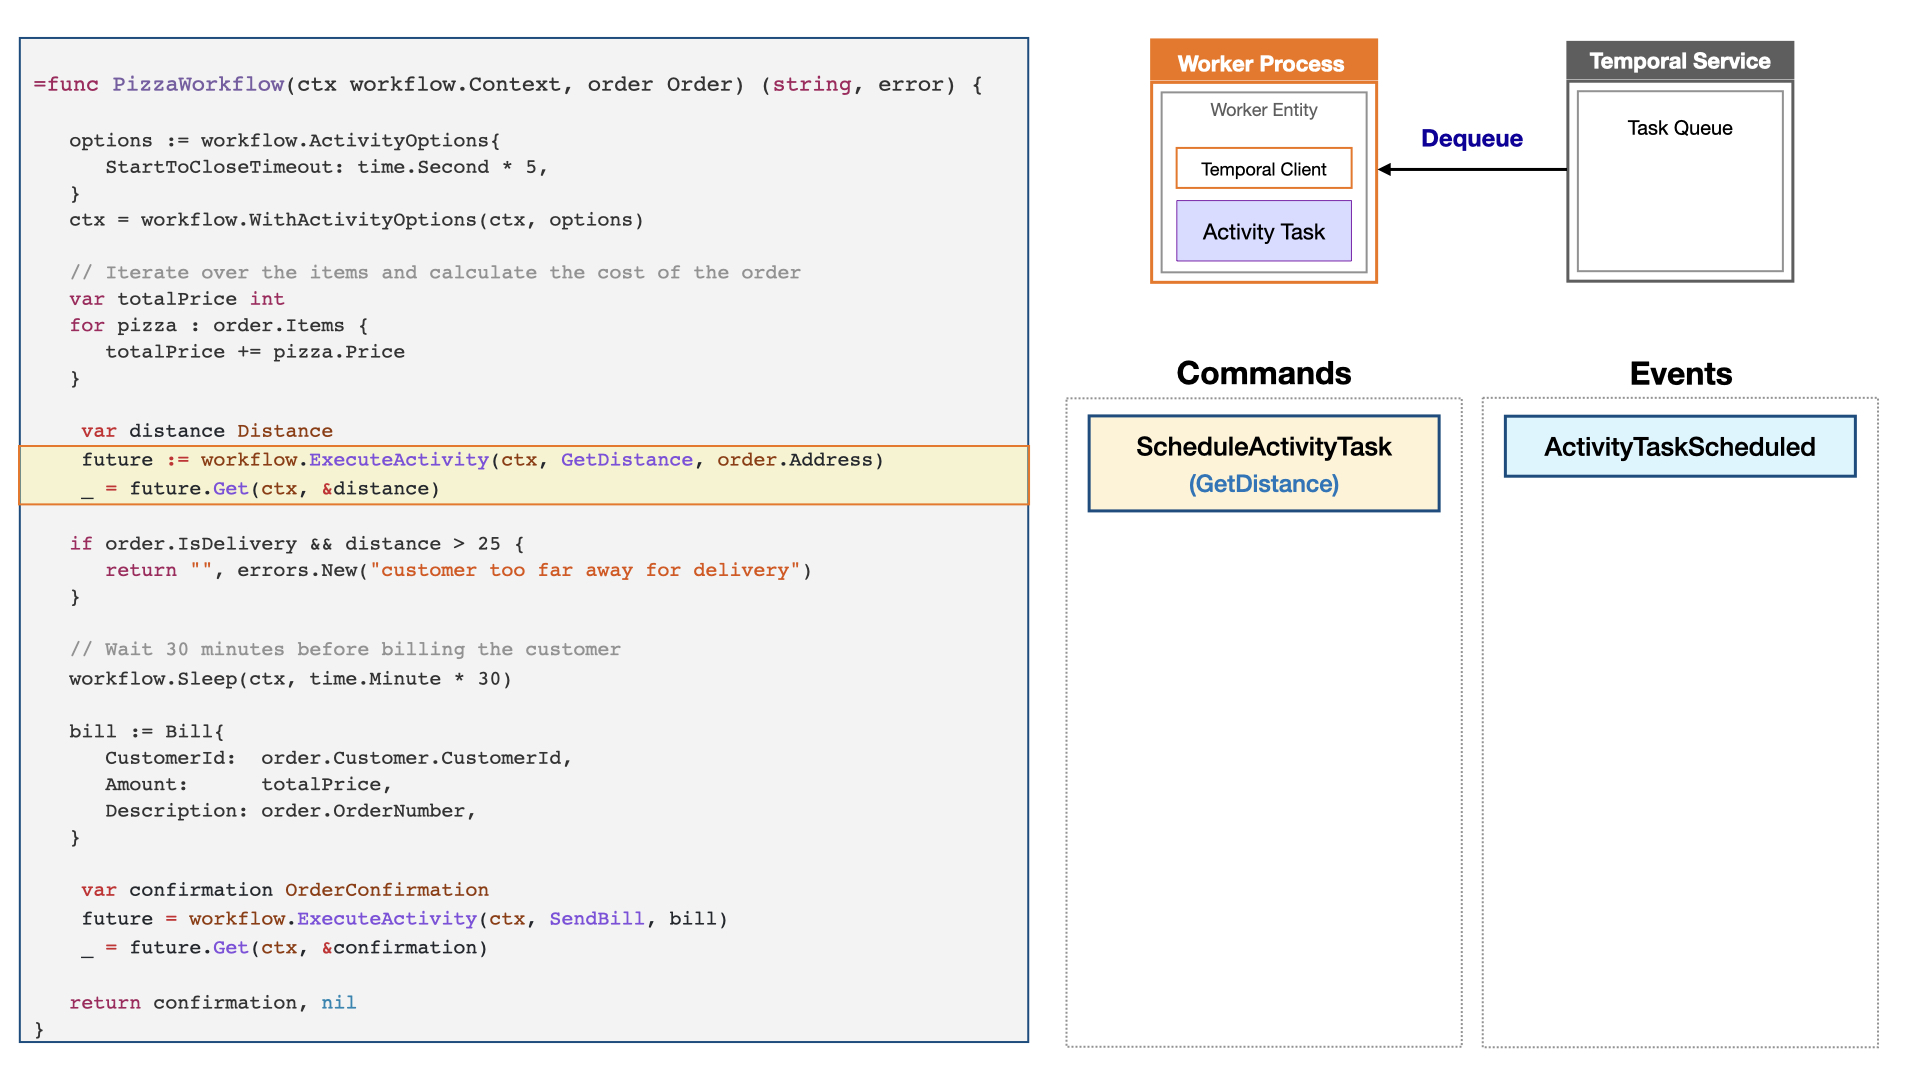 =func PizzaWorkflow(ctx workflow.Context, order Order) (string, error) {
options := workflow.ActivityOptions{
StartToCloseTimeout: time.Second * 5,
}
ctx = workflow.WithActivityOptions(ctx, options)
// Iterate over the items and calculate the cost of the order
var totalPrice int
for pizza : order.Items {
totalPrice += pizza.Price
}
var distance Distance
future := workflow.ExecuteActivity(ctx, GetDistance, order.Address)
_ = future.Get(ctx, &distance)
if order.IsDelivery && distance > 25 {
return "", errors.New("customer too far away for delivery")
}
// Wait 30 minutes before billing the customer
workflow.Sleep(ctx, time.Minute * 30)
bill := Bill{
CustomerId: order.Customer.CustomerId,
Amount: totalPrice,
Description: order.OrderNumber,
}
var confirmation OrderConfirmation
future = workflow.ExecuteActivity(ctx, SendBill, bill)
_ = future.Get(ctx, &confirmation)
return confirmation, nil
}
Worker Process
Worker Entity
Temporal Client
Activity Task
Dequeue
Temporal Service
Task Queue
Commands
ScheduleActivityTask
(GetDistance)
Events
ActivityTaskScheduled